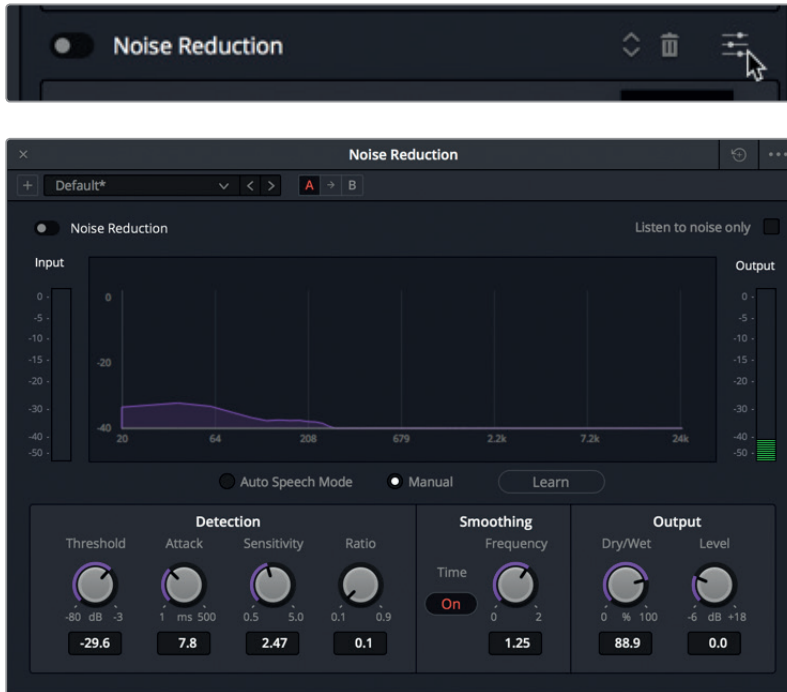 Noise Reduction
Noise Reduction
Default*
A B
Noise Reduction
Listen to noise only
Input
Output
0
-5
-10
-15
-20
-30
-40
-50
0
-20
-40
20 64 208 679 2.2k 7.2k 24k
0
-5
-10
-15
-20
-30
-40
-50
Auto Speech Mode Manual Learn
Detection Smoothing Output
Threshold Attack Sensitivity Ratio Frequency Dry/Wet Level
Time
On
-80 dB -3 1 ms 500 0.5 5.0 0.1 0.9 0 2 0 % 100 -6 dB +18
-29.6 7.8 2.47 0.1 1.25 88.9 0.0